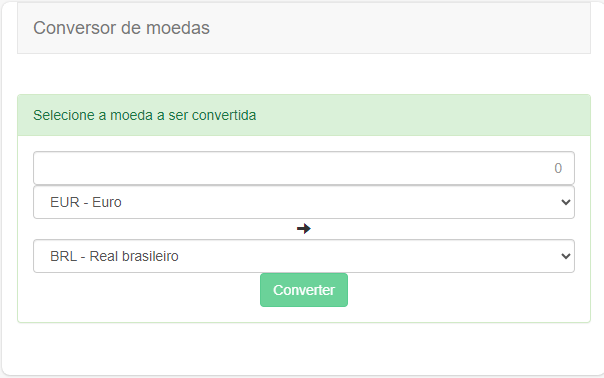 Conversor de moedas
Selecione a moeda a ser convertida
0
EUR - Euro
BRL - Real brasileiro
Converter